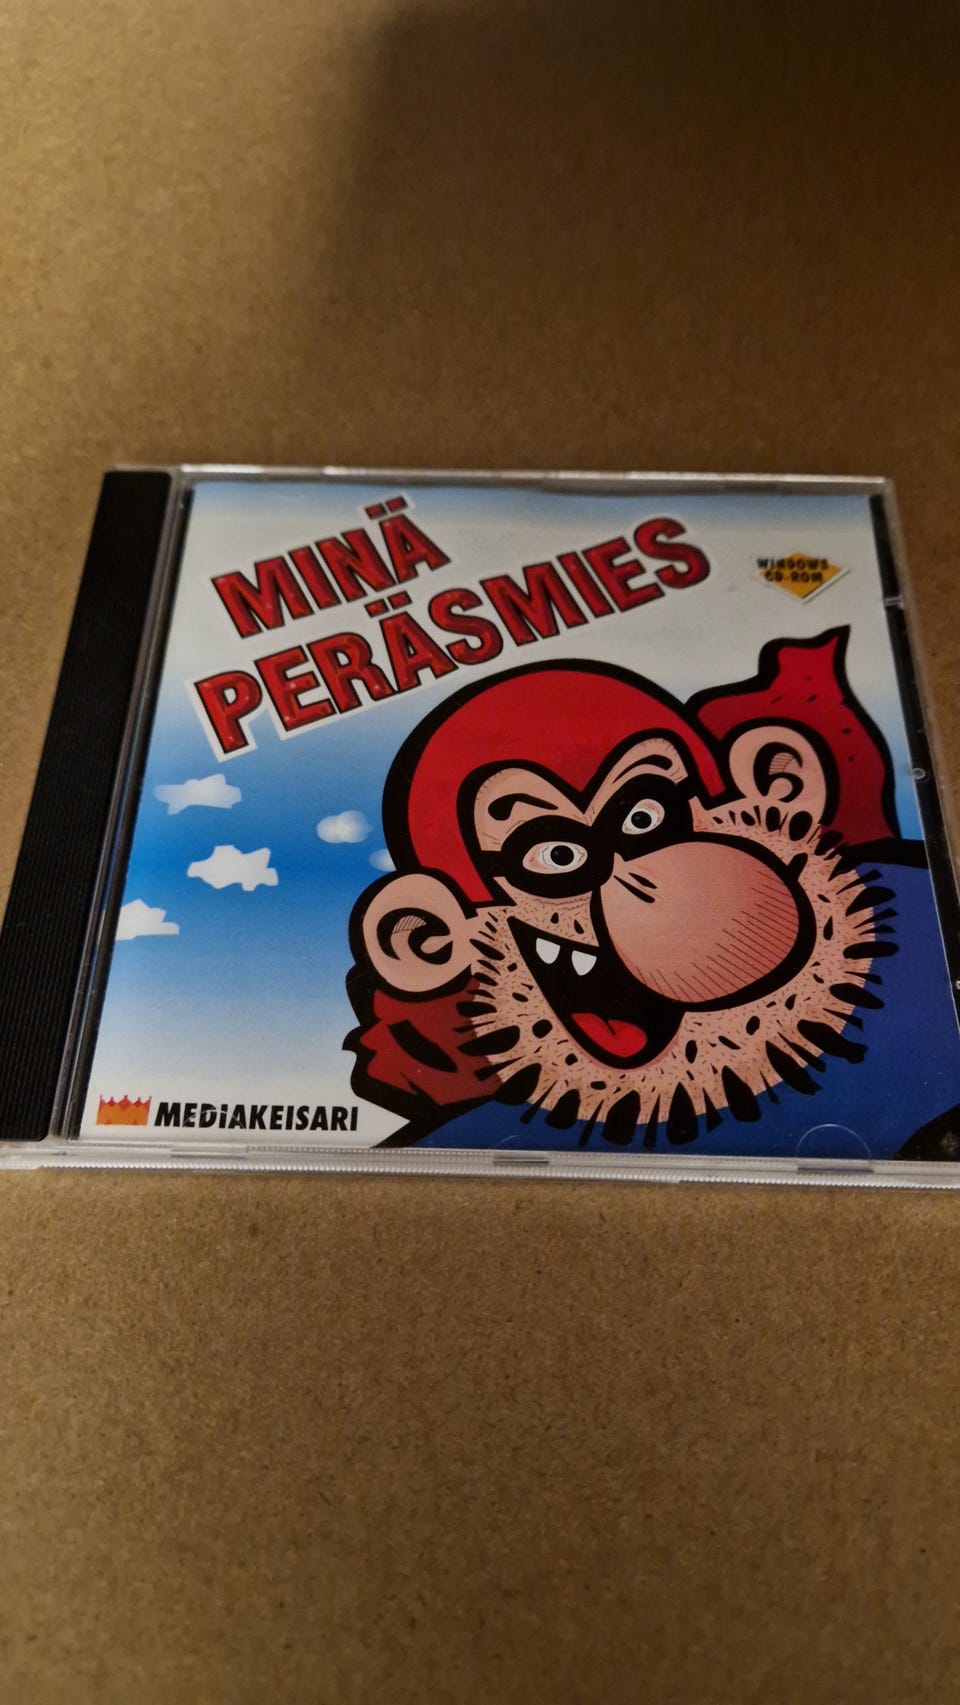 MINÄ
PERÄSMIES
WINDOWS
CD-ROM
MEDIAKEISARI